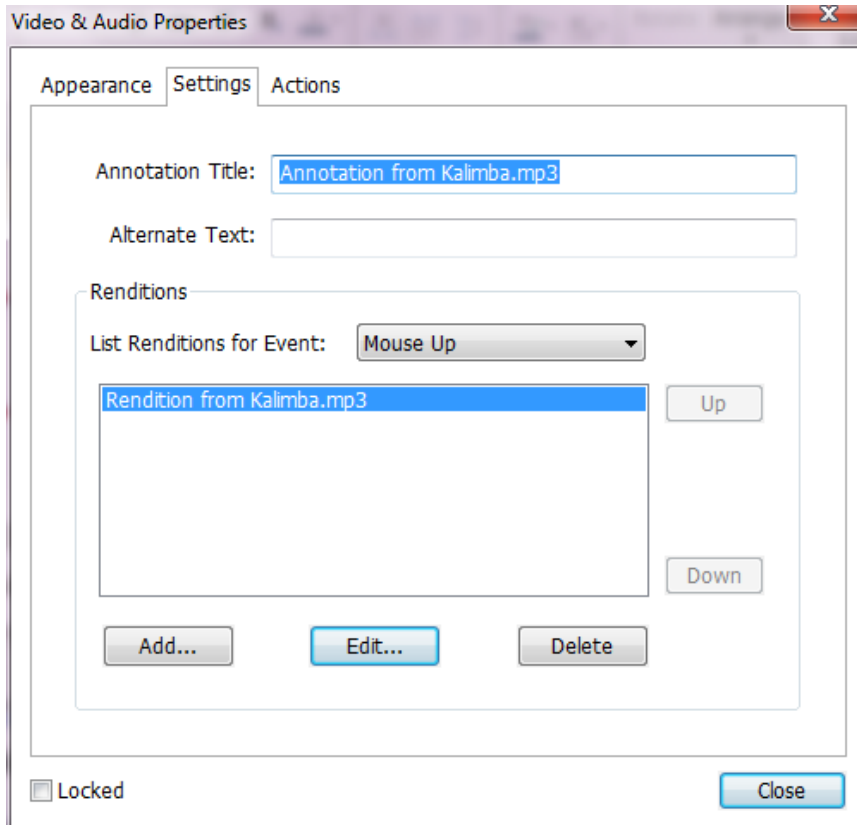 Video & Audio Properties
Appearance Settings Actions
Annotation Title: Annotation from Kalimba.mp3
Alternate Text:
Renditions
List Renditions for Event: Mouse Up
Rendition from Kalimba.mp3
Up
Down
Add... Edit... Delete
Locked Close